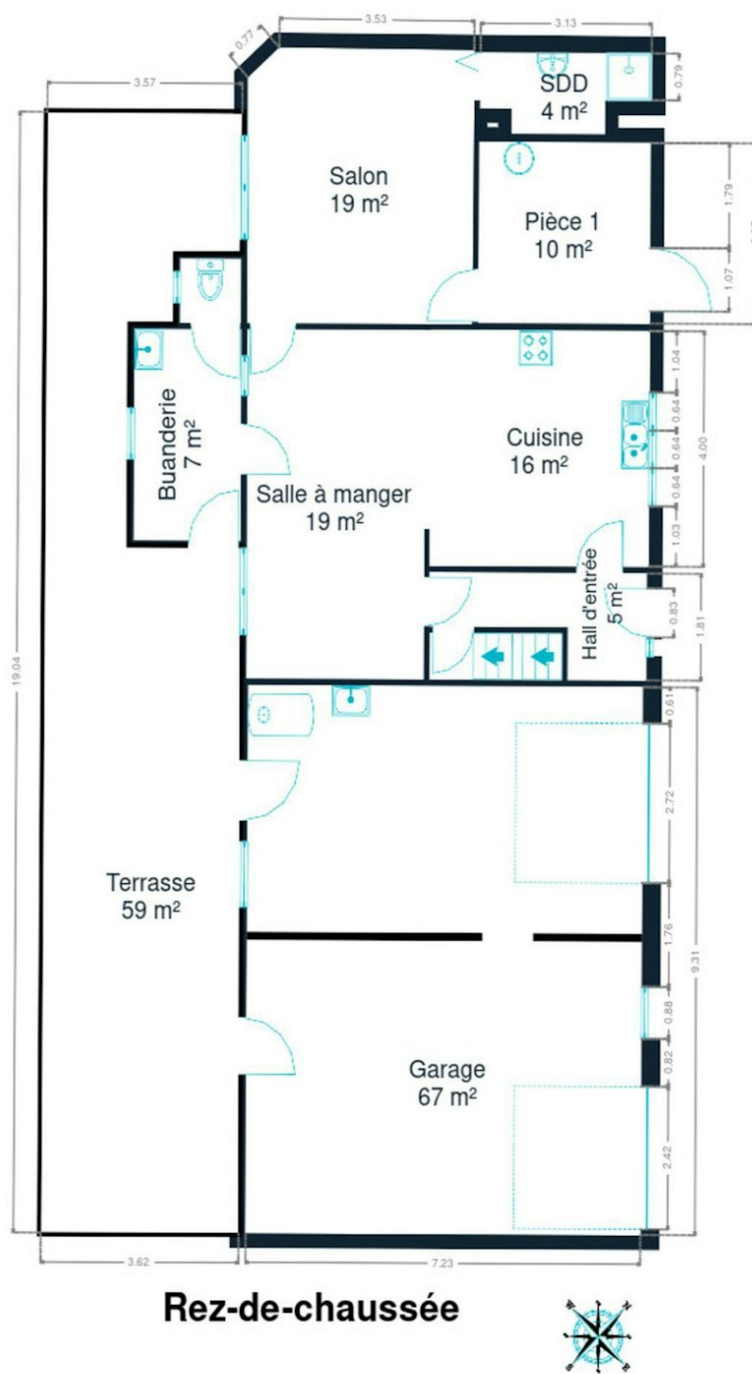 3.53
3.13
0.77
3.57
0.79
SDD
4 m²
Salon
19 m²
Pièce 1
10 m²
1.79
1.07
Buanderie
7 m²
Cuisine
16 m²
Salle à manger
19 m²
1.04
0.64
0.64
0.64
1.03
4.00
Hall d'entrée
5 m²
0.83
1.81
19.04
0.61
2.72
Terrasse
59 m²
1.76
9.31
0.88
0.82
Garage
67 m²
2.42
3.62
7.23
Rez-de-chaussée